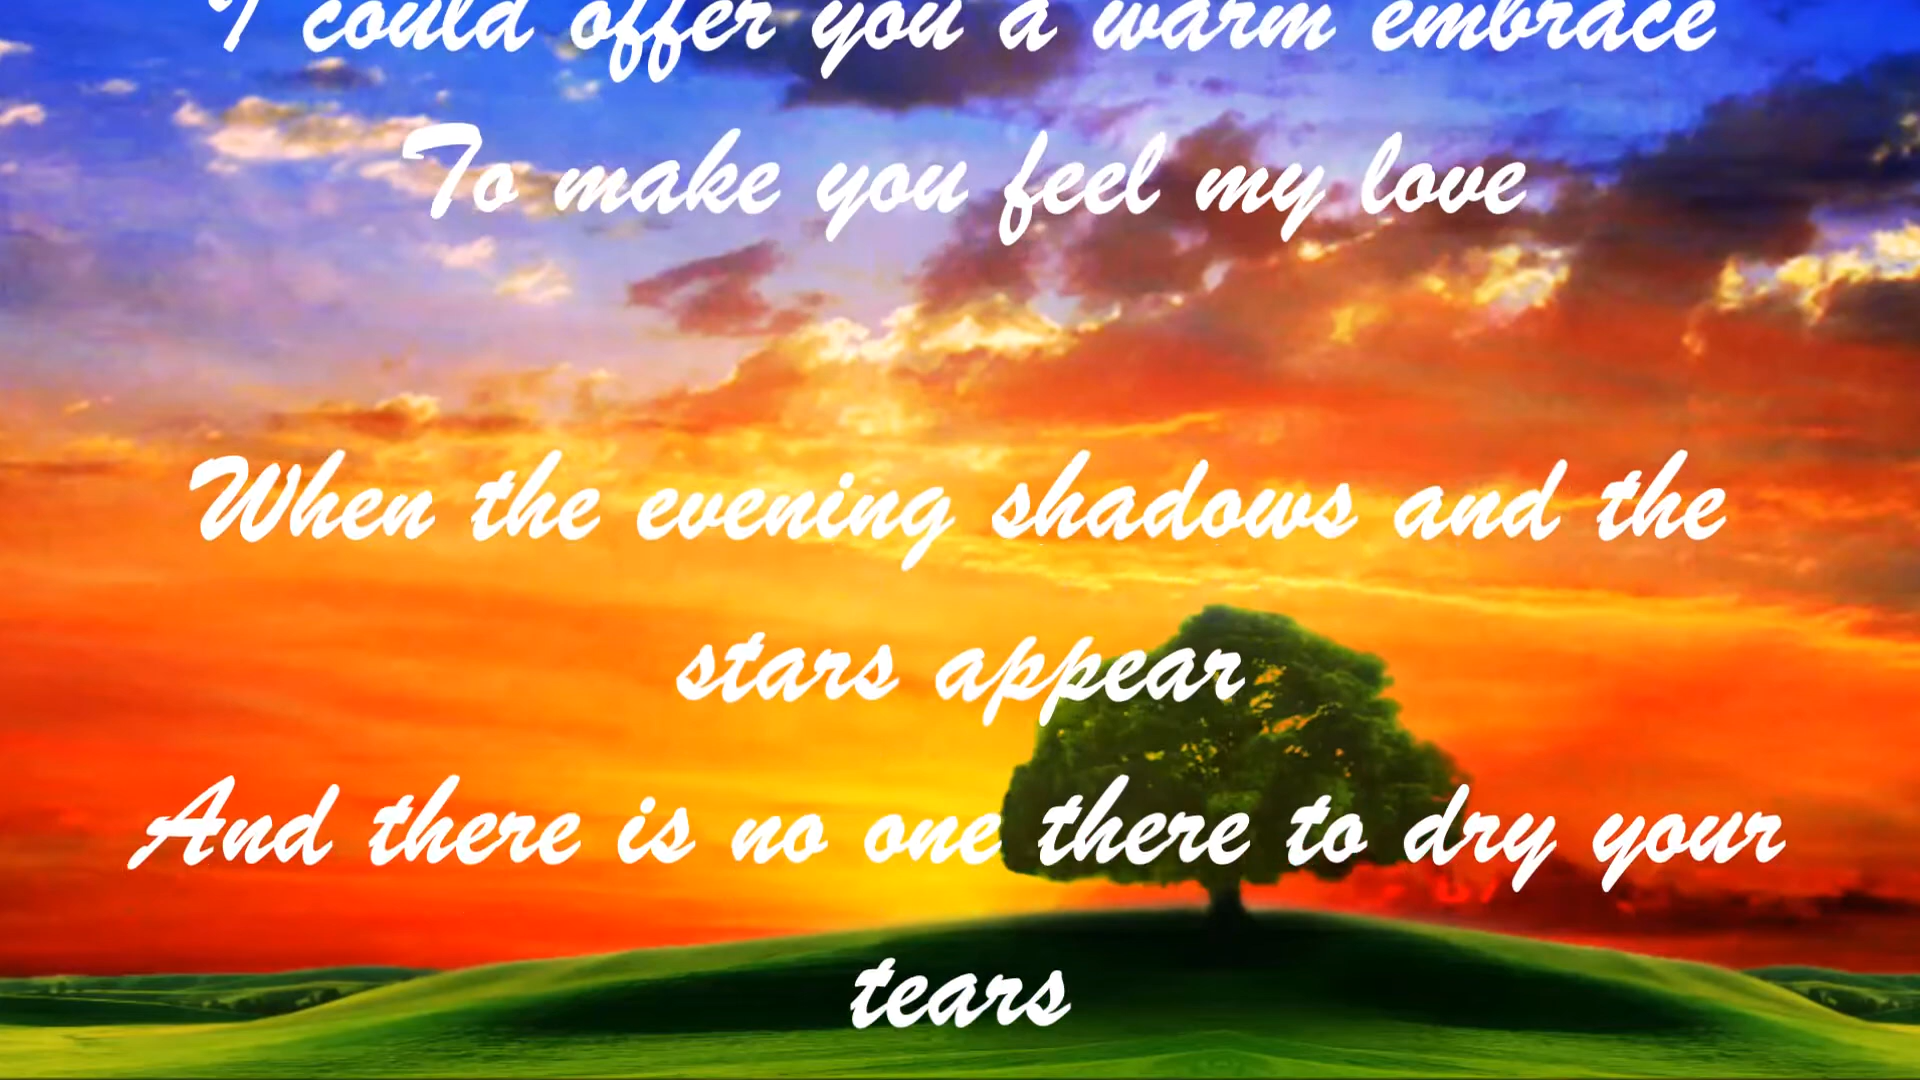 I could offer you a warm embrace
To make you feel my love
When the evening shadows and the
stars appear
And there is no one there to dry your
tears